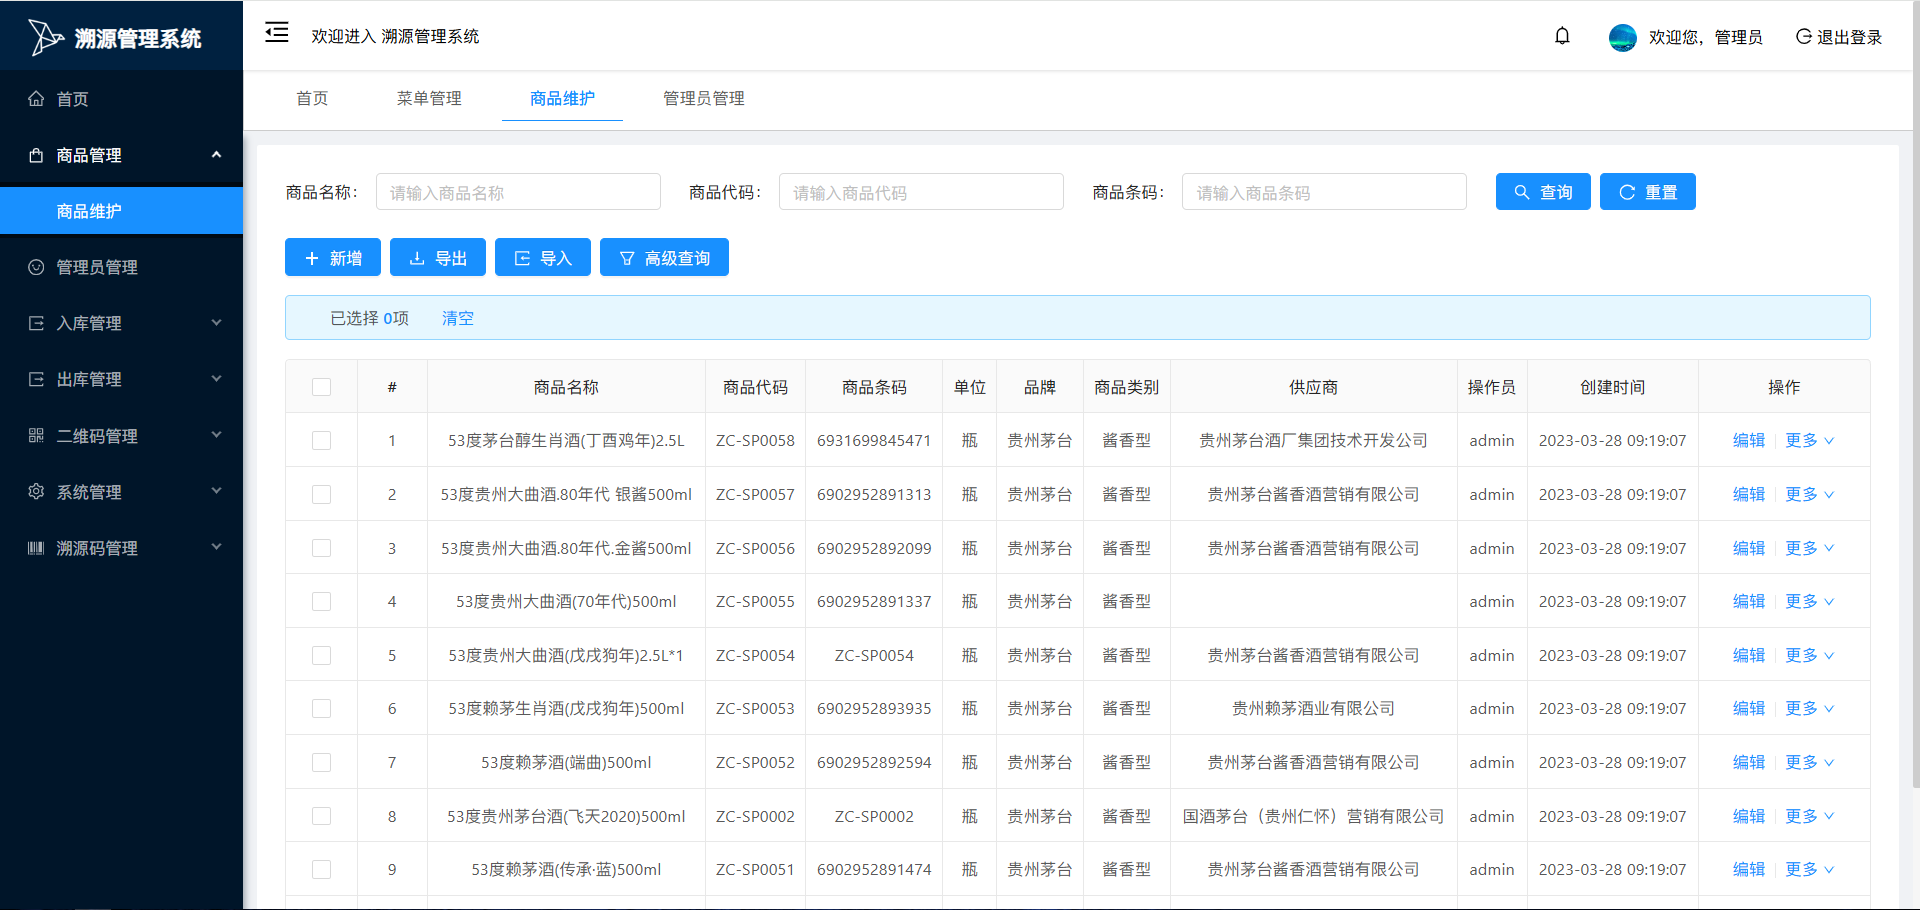 溯源管理系统
欢迎进入 溯源管理系统
欢迎您，管理员
退出登录
首页
商品管理
商品维护
管理员管理
入库管理
出库管理
二维码管理
系统管理
溯源码管理
首页 菜单管理 商品维护 管理员管理
商品名称： 请输入商品名称 商品代码： 请输入商品代码 商品条码： 请输入商品条码 查询 重置
新增 导出 导入 高级查询
已选择 0项 清空
# 商品名称 商品代码 商品条码 单位 品牌 商品类别 供应商 操作员 创建时间 操作
1 53度茅台醇生肖酒(丁酉鸡年)2.5L ZC-SP0058 6931699845471 瓶 贵州茅台 酱香型 贵州茅台酒厂集团技术开发公司 admin 2023-03-28 09:19:07 编辑 更多
2 53度贵州大曲酒.80年代 银酱500ml ZC-SP0057 6902952891313 瓶 贵州茅台 酱香型 贵州茅台酱香酒营销有限公司 admin 2023-03-28 09:19:07 编辑 更多
3 53度贵州大曲酒.80年代.金酱500ml ZC-SP0056 6902952892099 瓶 贵州茅台 酱香型 贵州茅台酱香酒营销有限公司 admin 2023-03-28 09:19:07 编辑 更多
4 53度贵州大曲酒(70年代)500ml ZC-SP0055 6902952891337 瓶 贵州茅台 酱香型 admin 2023-03-28 09:19:07 编辑 更多
5 53度贵州大曲酒(戊戌狗年)2.5L*1 ZC-SP0054 ZC-SP0054 瓶 贵州茅台 酱香型 贵州茅台酱香酒营销有限公司 admin 2023-03-28 09:19:07 编辑 更多
6 53度赖茅生肖酒(戊戌狗年)500ml ZC-SP0053 6902952893935 瓶 贵州茅台 酱香型 贵州赖茅酒业有限公司 admin 2023-03-28 09:19:07 编辑 更多
7 53度赖茅酒(端曲)500ml ZC-SP0052 6902952892594 瓶 贵州茅台 酱香型 贵州茅台酱香酒营销有限公司 admin 2023-03-28 09:19:07 编辑 更多
8 53度贵州茅台酒(飞天2020)500ml ZC-SP0002 ZC-SP0002 瓶 贵州茅台 酱香型 国酒茅台（贵州仁怀）营销有限公司 admin 2023-03-28 09:19:07 编辑 更多
9 53度赖茅酒(传承·蓝)500ml ZC-SP0051 6902952891474 瓶 贵州茅台 酱香型 贵州茅台酱香酒营销有限公司 admin 2023-03-28 09:19:07 编辑 更多